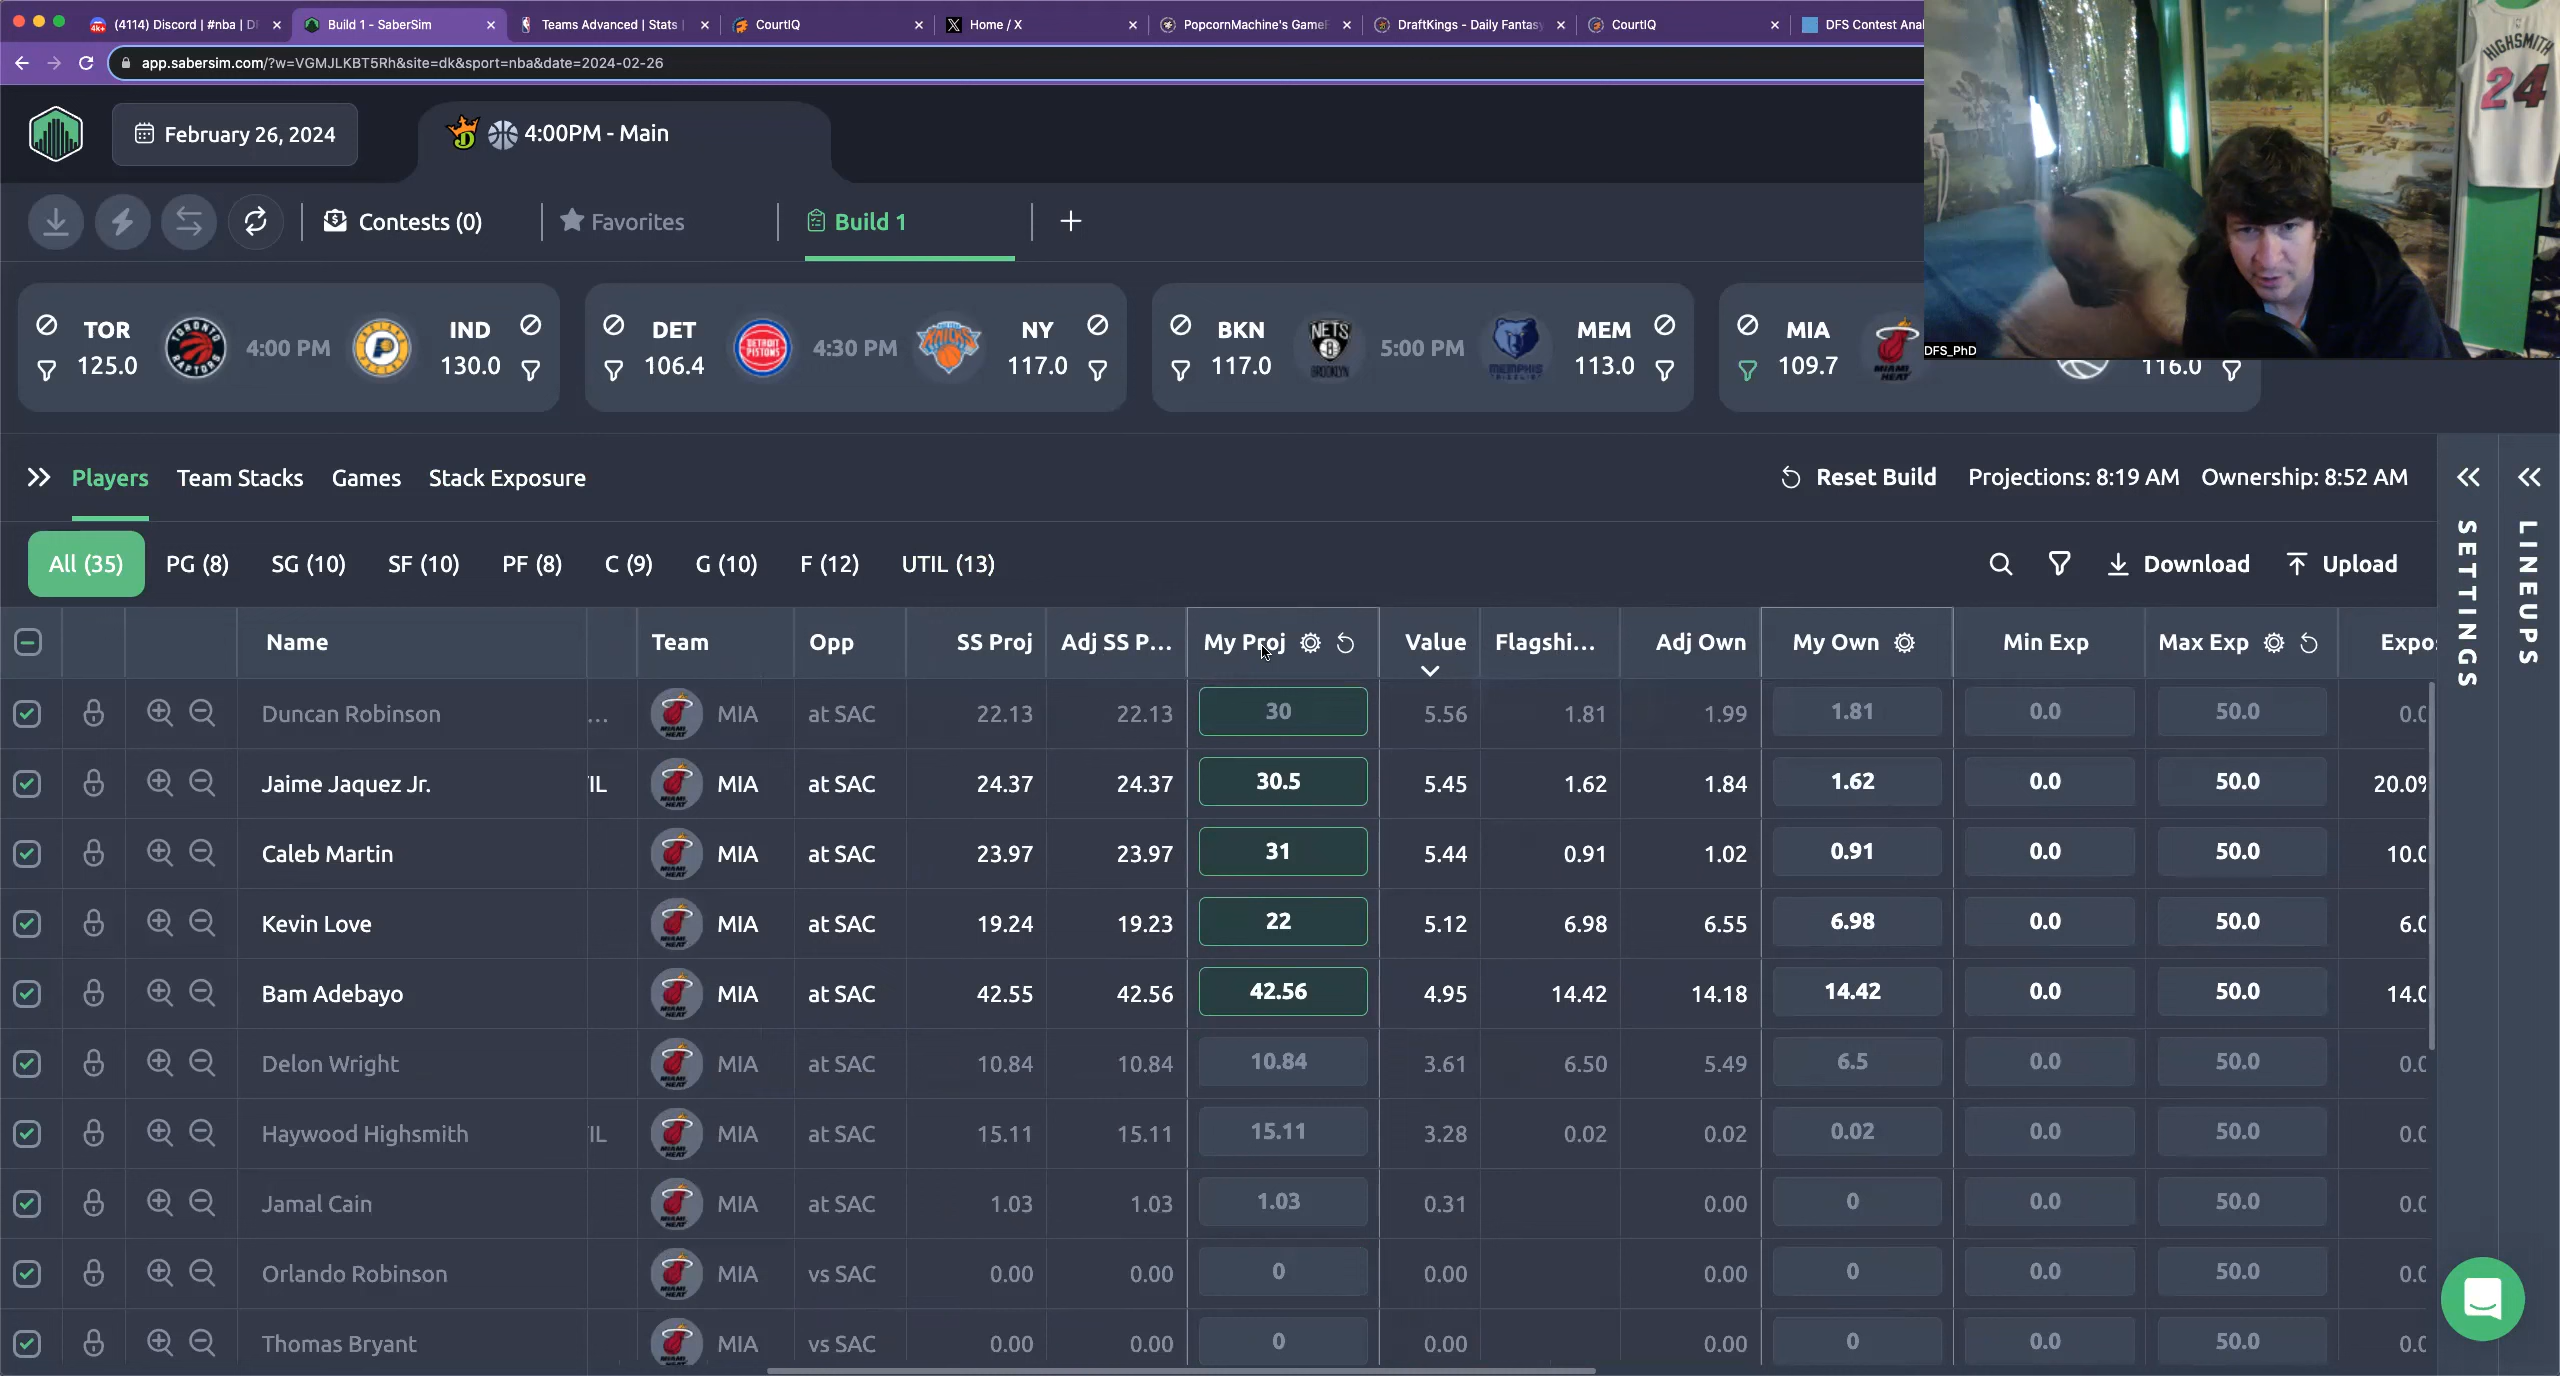 (4114) Discord | #nba | D
Build 1 - SaberSim
Teams Advanced | Stats |
CourtIQ
Home / X
PopcornMachine's GameF
DraftKings - Daily Fantasy
CourtIQ
DFS Contest Anal
app.sabersim.com/?w=VGMJLKBT5Rh&site=dk&sport=nba&date=2024-02-26
HIGHSMITH
24
DFS_PhD
February 26, 2024
4:00PM - Main
Contests (0)
Favorites
Build 1
TOR 125.0 4:00 PM IND 130.0
DET 106.4 4:30 PM NY 117.0
BKN 117.0 5:00 PM MEM 113.0
MIA 109.7 116.0
Players Team Stacks Games Stack Exposure
Reset Build Projections: 8:19 AM Ownership: 8:52 AM
SETTINGS
LINEUPS
All (35) PG (8) SG (10) SF (10) PF (8) C (9) G (10) F (12) UTIL (13)
Download Upload
Name Team Opp SS Proj Adj SS P... My Proj Value Flagshi... Adj Own My Own Min Exp Max Exp Expo
Duncan Robinson ... MIA at SAC 22.13 22.13 30 5.56 1.81 1.99 1.81 0.0 50.0 0.0
Jaime Jaquez Jr. IL MIA at SAC 24.37 24.37 30.5 5.45 1.62 1.84 1.62 0.0 50.0 20.0%
Caleb Martin MIA at SAC 23.97 23.97 31 5.44 0.91 1.02 0.91 0.0 50.0 10.0
Kevin Love MIA at SAC 19.24 19.23 22 5.12 6.98 6.55 6.98 0.0 50.0 6.0
Bam Adebayo MIA at SAC 42.55 42.56 42.56 4.95 14.42 14.18 14.42 0.0 50.0 14.0
Delon Wright MIA at SAC 10.84 10.84 10.84 3.61 6.50 5.49 6.5 0.0 50.0 0.0
Haywood Highsmith IL MIA at SAC 15.11 15.11 15.11 3.28 0.02 0.02 0.02 0.0 50.0 0.0
Jamal Cain MIA at SAC 1.03 1.03 1.03 0.31 0.00 0 0.0 50.0 0.0
Orlando Robinson MIA vs SAC 0.00 0.00 0 0.00 0.00 0 0.0 50.0 0.0
Thomas Bryant MIA vs SAC 0.00 0.00 0 0.00 0.00 0 0.0 50.0 0.0